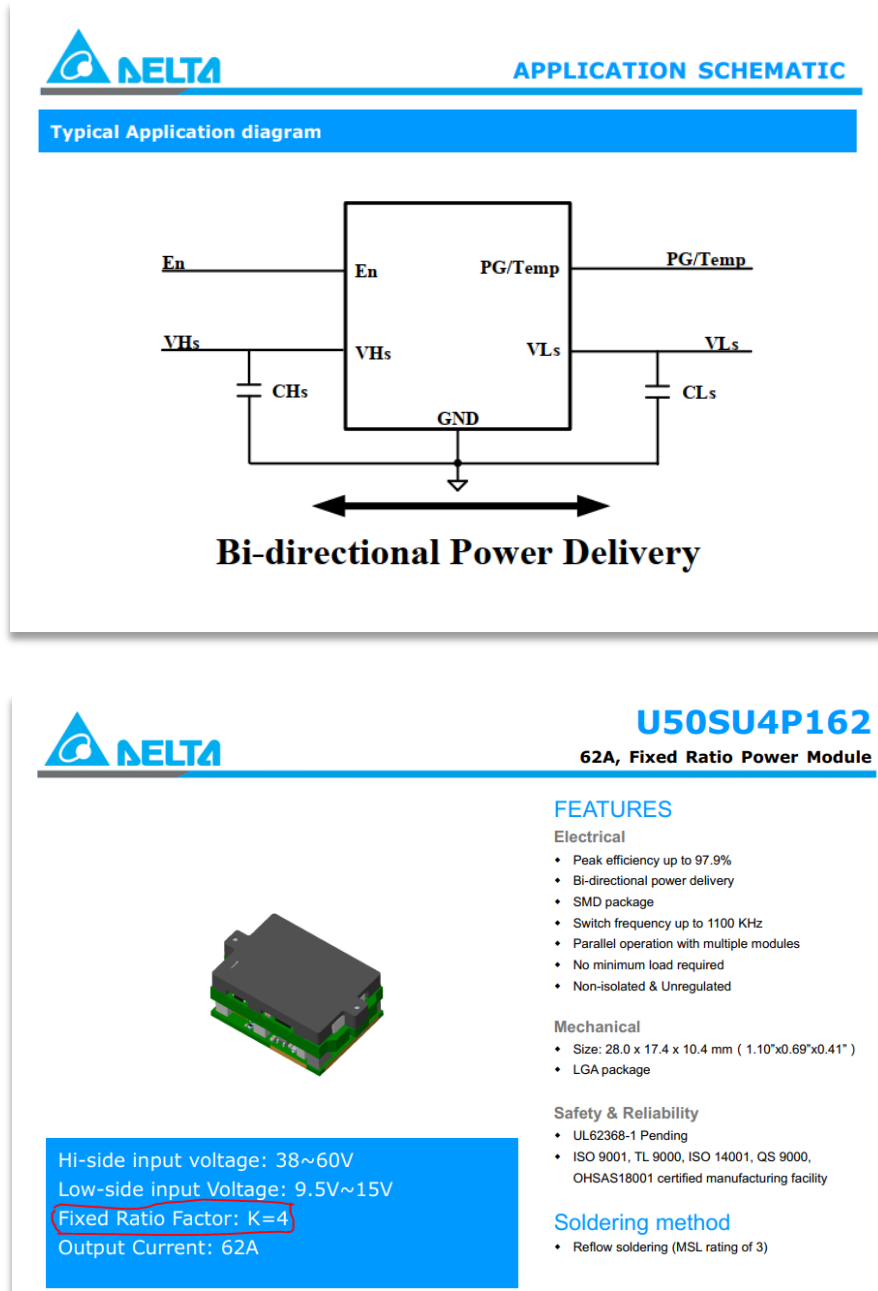 DELTA
APPLICATION SCHEMATIC
Typical Application diagram
En
En
PG/Temp
PG/Temp
VHs
VHs
VLs
VLs
CHs
CLs
GND
Bi-directional Power Delivery
DELTA
U50SU4P162
62A, Fixed Ratio Power Module
FEATURES
Electrical
Peak efficiency up to 97.9%
Bi-directional power delivery
SMD package
Switch frequency up to 1100 KHz
Parallel operation with multiple modules
No minimum load required
Non-isolated & Unregulated
Mechanical
Size: 28.0 x 17.4 x 10.4 mm ( 1.10”x0.69”x0.41” )
LGA package
Safety & Reliability
UL62368-1 Pending
ISO 9001, TL 9000, ISO 14001, QS 9000,
OHSAS18001 certified manufacturing facility
Soldering method
Reflow soldering (MSL rating of 3)
Hi-side input voltage: 38~60V
Low-side input Voltage: 9.5V~15V
Fixed Ratio Factor: K=4
Output Current: 62A